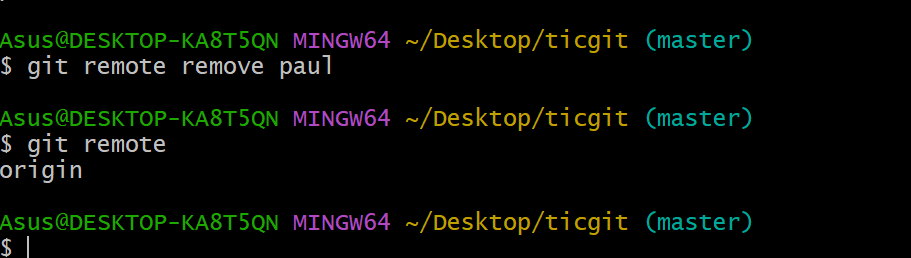 Asus@DESKTOP-KA8T5QN MINGW64 ~/Desktop/ticgit (master)
$ git remote remove paul
Asus@DESKTOP-KA8T5QN MINGW64 ~/Desktop/ticgit (master)
$ git remote
origin
Asus@DESKTOP-KA8T5QN MINGW64 ~/Desktop/ticgit (master)
$